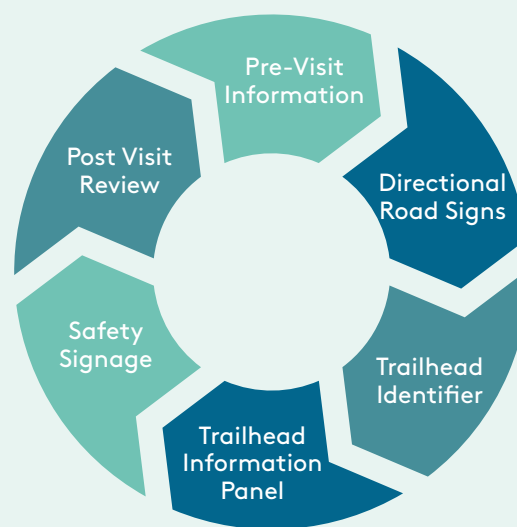 Pre-Visit
Information
Directional
Road Signs
Trailhead
Identifier
Trailhead
Information
Panel
Safety
Signage
Post Visit
Review